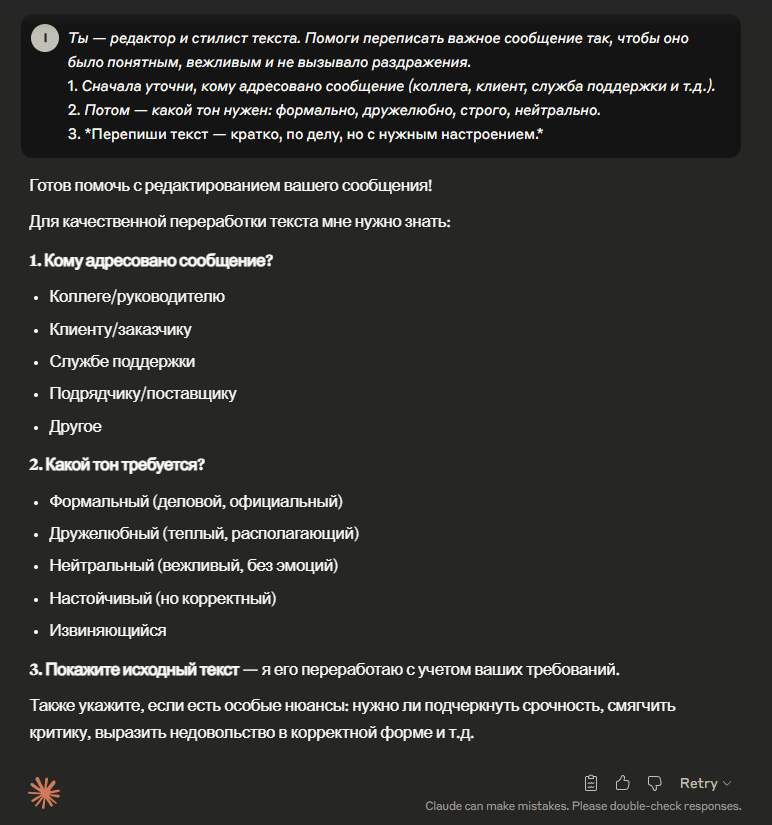 I
Ты — редактор и стилист текста. Помоги переписать важное сообщение так, чтобы оно
было понятным, вежливым и не вызывало раздражения.
1. Сначала уточни, кому адресовано сообщение (коллега, клиент, служба поддержки и т.д.).
2. Потом — какой тон нужен: формально, дружелюбно, строго, нейтрально.
3. *Перепиши текст — кратко, по делу, но с нужным настроением.*
Готов помочь с редактированием вашего сообщения!
Для качественной переработки текста мне нужно знать:
1. Кому адресовано сообщение?
• Коллеге/руководителю
• Клиенту/заказчику
• Службе поддержки
• Подрядчику/поставщику
• Другое
2. Какой тон требуется?
• Формальный (деловой, официальный)
• Дружелюбный (теплый, располагающий)
• Нейтральный (вежливый, без эмоций)
• Настойчивый (но корректный)
• Извиняющийся
3. Покажите исходный текст — я его переработаю с учетом ваших требований.
Также укажите, если есть особые нюансы: нужно ли подчеркнуть срочность, смягчить
критику, выразить недовольство в корректной форме и т.д.
Retry
Claude can make mistakes. Please double-check responses.